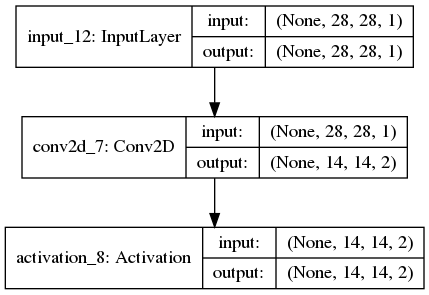 input_12: InputLayer
input: (None, 28, 28, 1)
output: (None, 28, 28, 1)
conv2d_7: Conv2D
input: (None, 28, 28, 1)
output: (None, 14, 14, 2)
activation_8: Activation
input: (None, 14, 14, 2)
output: (None, 14, 14, 2)